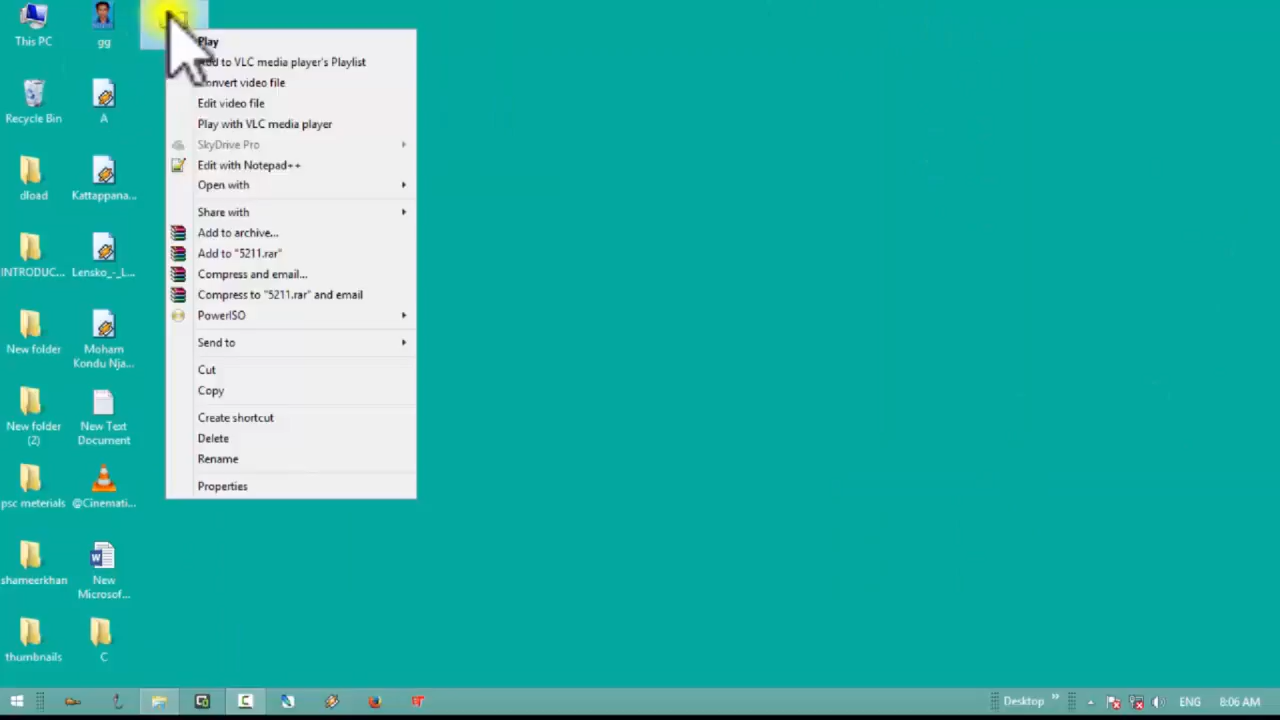 This PC
gg
Recycle Bin
A
dload
Kattappana...
INTRODUC...
Lensko_-_L...
New folder
Moham
Kondu Nja...
New folder
(2)
New Text
Document
psc meterials
@Cinemati...
shameerkhan
New
Microsof...
thumbnails
C
Play
Add to VLC media player's Playlist
Convert video file
Edit video file
Play with VLC media player
SkyDrive Pro
Edit with Notepad++
Open with
Share with
Add to archive...
Add to "5211.rar"
Compress and email...
Compress to "5211.rar" and email
PowerISO
Send to
Cut
Copy
Create shortcut
Delete
Rename
Properties
Desktop
ENG
8:06 AM